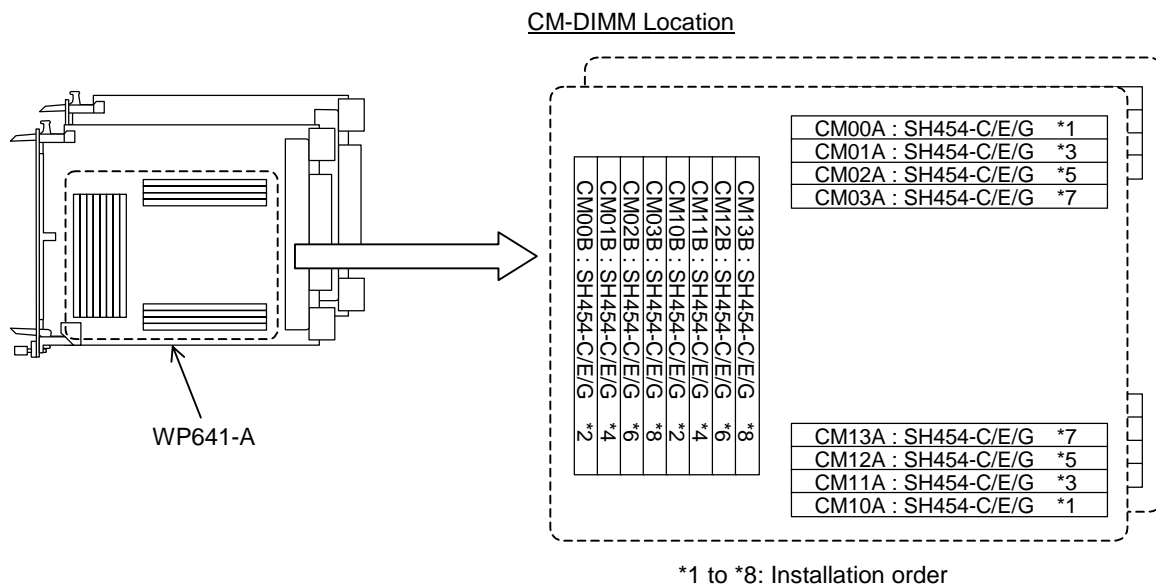 CM-DIMM Location
CM00A : SH454-C/E/G *1
CM01A : SH454-C/E/G *3
CM02A : SH454-C/E/G *5
CM03A : SH454-C/E/G *7
CM13B : SH454-C/E/G *8
CM12B : SH454-C/E/G *6
CM11B : SH454-C/E/G *4
CM10B : SH454-C/E/G *2
CM03B : SH454-C/E/G *8
CM02B : SH454-C/E/G *6
CM01B : SH454-C/E/G *4
CM00B : SH454-C/E/G *2
WP641-A
CM13A : SH454-C/E/G *7
CM12A : SH454-C/E/G *5
CM11A : SH454-C/E/G *3
CM10A : SH454-C/E/G *1
*1 to *8: Installation order